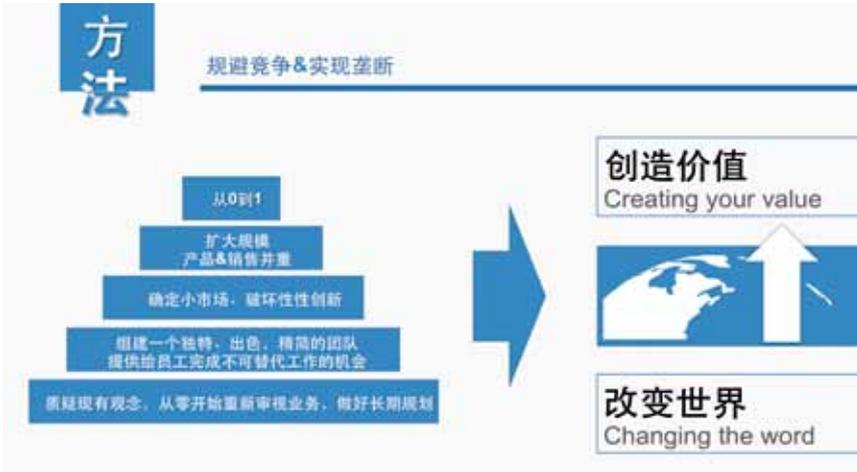 方
法
规避竞争&实现垄断
从0到1
扩大规模
产品&销售并重
确定小市场、破坏性性创新
组建一个独特、出色、精简的团队
提供给员工完成不可替代工作的机会
质疑现有观念、从零开始重新审视业务、做好长期规划
创造价值
Creating your value
改变世界
Changing the word